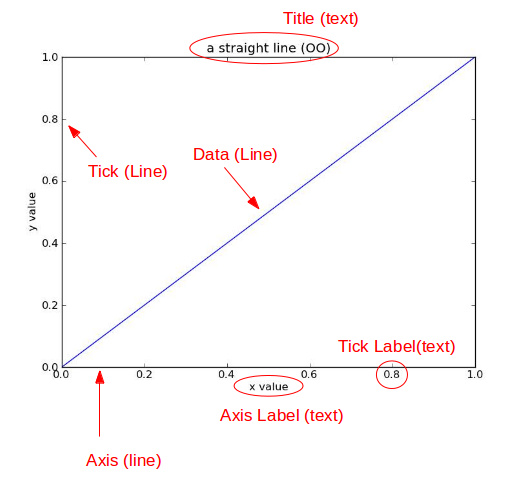 Title (text)
a straight line (OO)
1.0
0.8
Tick (Line)
Data (Line)
0.6
y value
0.4
0.2
Tick Label(text)
0.0
0.0 0.2 0.4 0.6 0.8 1.0
x value
Axis Label (text)
Axis (line)